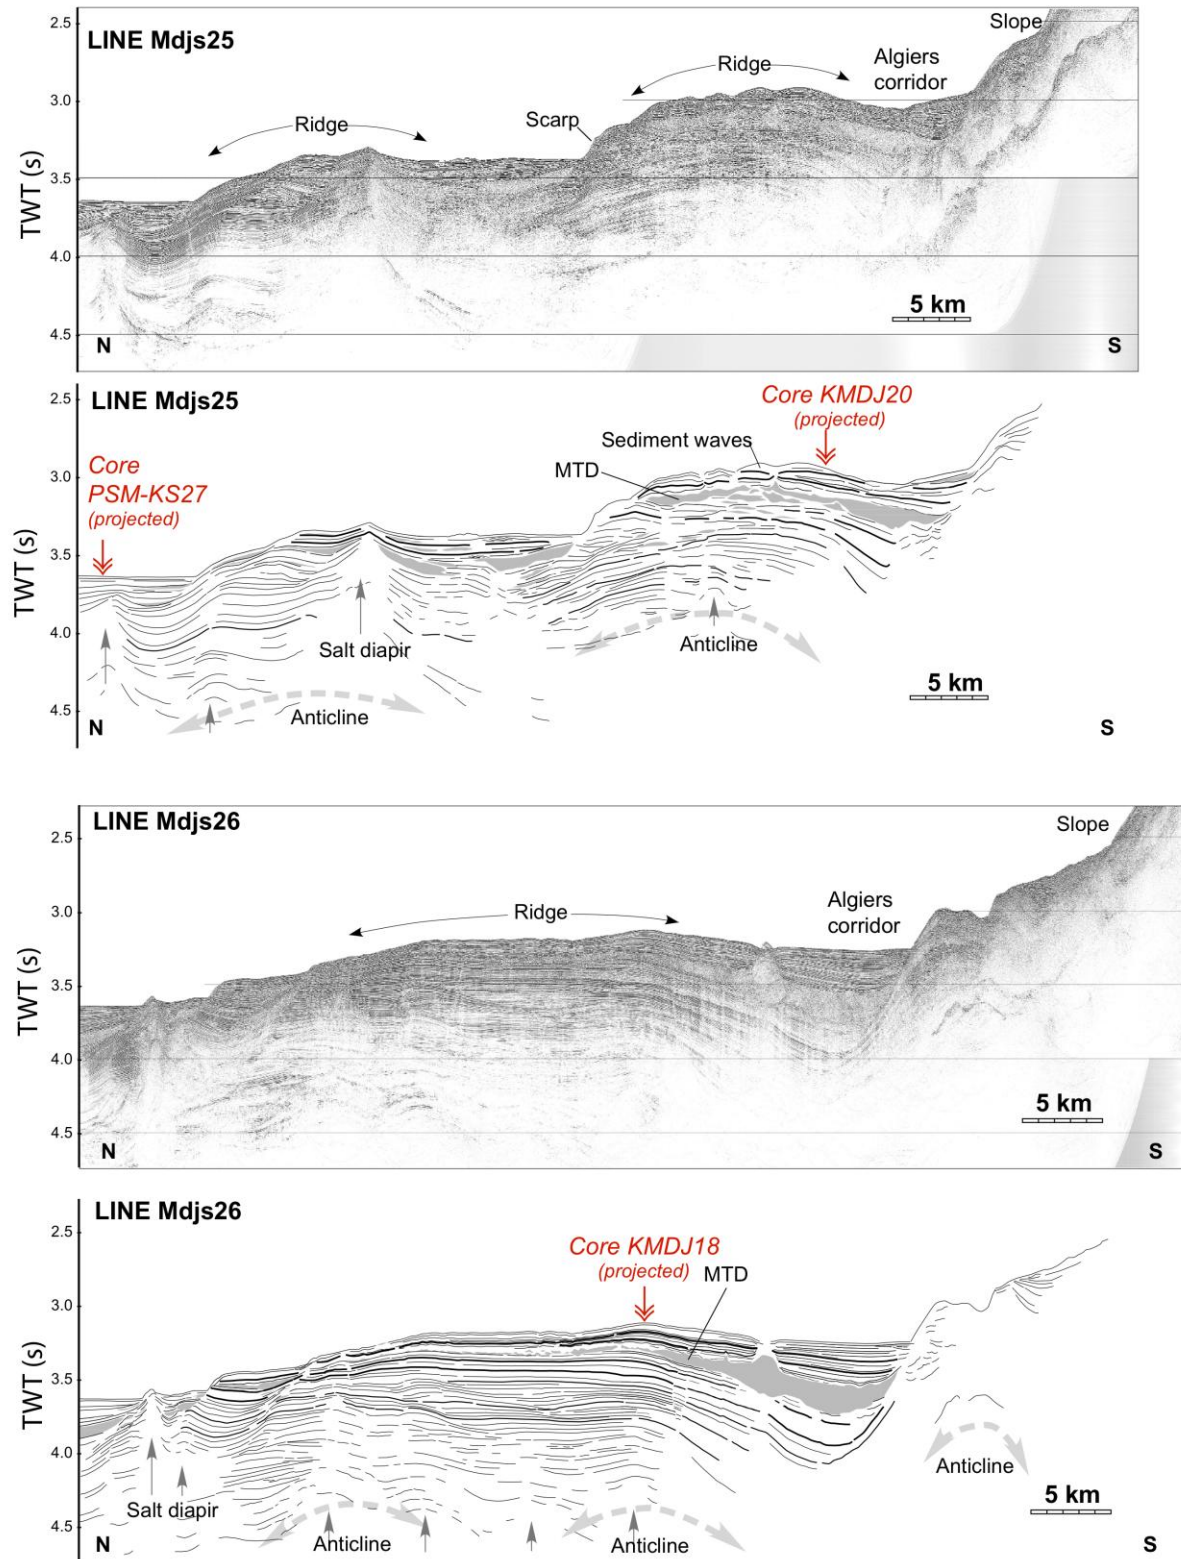 LINE Mdjs25
2.5
3.0
3.5
4.0
4.5
TWT (s)
Slope
Ridge
Algiers
corridor
Scarp
Ridge
5 km
N
S
LINE Mdjs25
2.5
3.0
3.5
4.0
4.5
TWT (s)
Core KMDJ20
(projected)
Sediment waves
MTD
Core
PSM-KS27
(projected)
Salt diapir
Anticline
Anticline
5 km
N
S
LINE Mdjs26
2.5
3.0
3.5
4.0
4.5
TWT (s)
Slope
Ridge
Algiers
corridor
5 km
N
S
LINE Mdjs26
2.5
3.0
3.5
4.0
4.5
TWT (s)
Core KMDJ18
(projected)
MTD
Anticline
Salt diapir
5 km
Anticline
Anticline
N
S